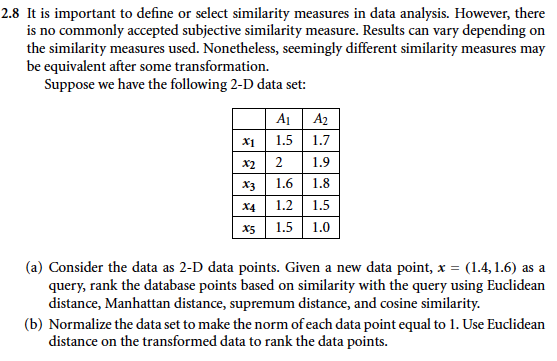 2.8 It is important to define or select similarity measures in data analysis. However, there
is no commonly accepted subjective similarity measure. Results can vary depending on
the similarity measures used. Nonetheless, seemingly different similarity measures may
be equivalent after some transformation.
Suppose we have the following 2-D data set:
A1 A2
x1 1.5 1.7
x2 2 1.9
x3 1.6 1.8
x4 1.2 1.5
x5 1.5 1.0
(a) Consider the data as 2-D data points. Given a new data point, x = (1.4, 1.6) as a
query, rank the database points based on similarity with the query using Euclidean
distance, Manhattan distance, supremum distance, and cosine similarity.
(b) Normalize the data set to make the norm of each data point equal to 1. Use Euclidean
distance on the transformed data to rank the data points.